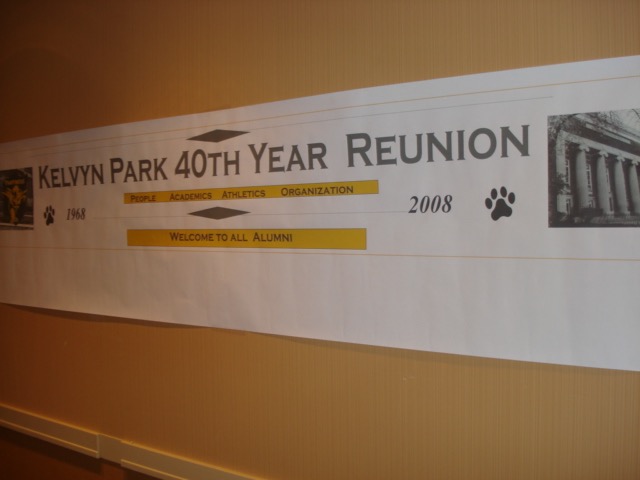 KELVYN PARK 40TH YEAR REUNION
PEOPLE ACADEMICS ATHLETICS ORGANIZATION
1968 2008
WELCOME TO ALL ALUMNI